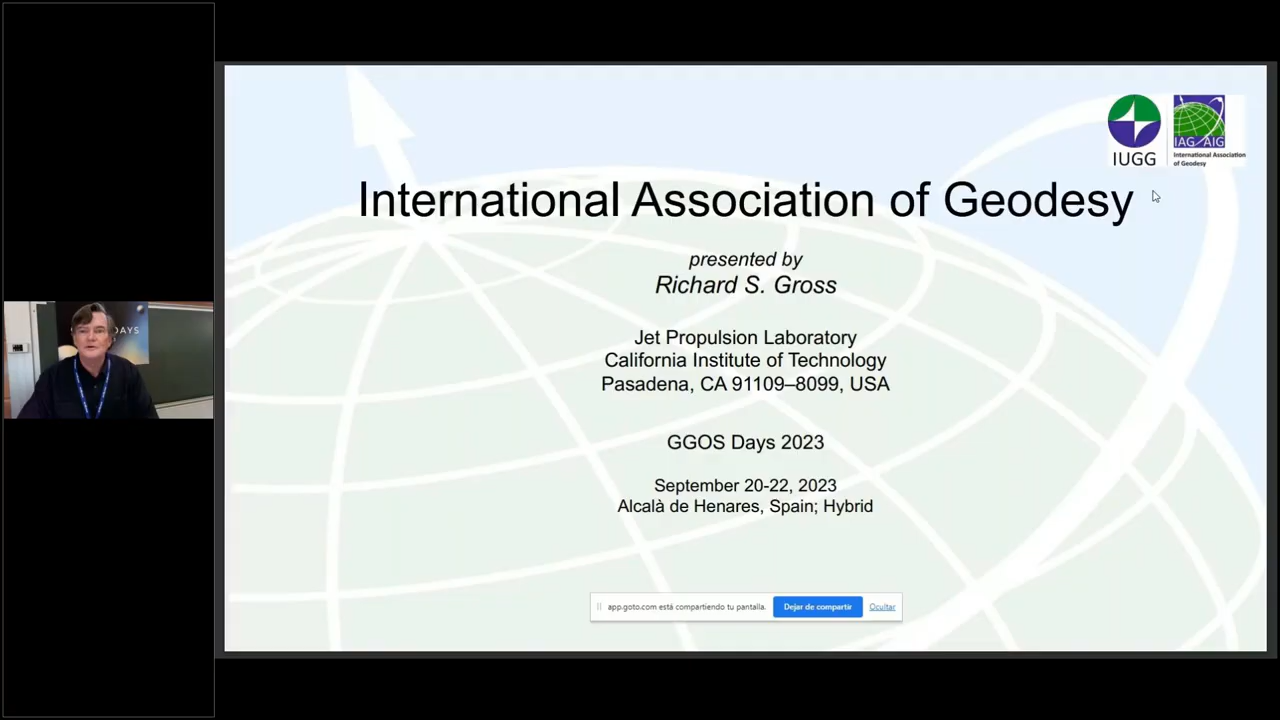 IUGG
IAG AIG
International Association
of Geodesy
International Association of Geodesy
presented by
Richard S. Gross
Jet Propulsion Laboratory
California Institute of Technology
Pasadena, CA 91109–8099, USA
DAYS
GGOS Days 2023
September 20-22, 2023
Alcalà de Henares, Spain; Hybrid
app.goto.com está compartiendo tu pantalla.
Dejar de compartir
Ocultar